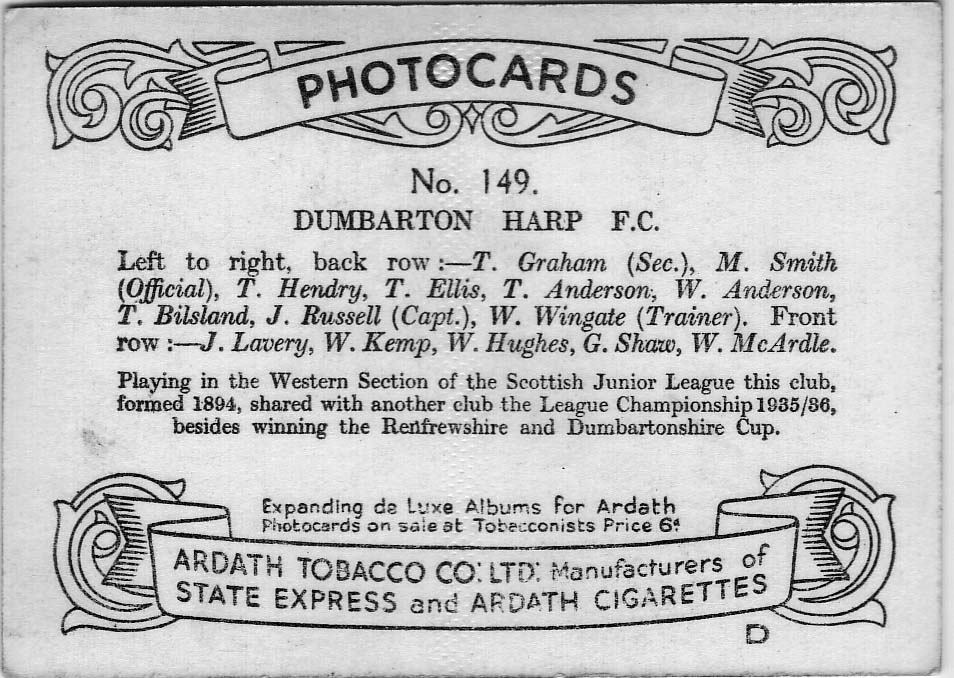 PHOTOCARDS
No. 149.
DUMBARTON HARP F.C.
Left to right, back row :—T. Graham (Sec.), M. Smith
(Official), T. Hendry, T. Ellis, T. Anderson, W. Anderson,
T. Bilsland, J. Russell (Capt.), W. Wingate (Trainer). Front
row :—J. Lavery, W. Kemp, W. Hughes, G. Shaw, W. McArdle.
Playing in the Western Section of the Scottish Junior League this club,
formed 1894, shared with another club the League Championship 1935/36,
besides winning the Renfrewshire and Dumbartonshire Cup.
Expanding de Luxe Albums for Ardath
Photocards on sale at Tobacconists Price 6d
ARDATH TOBACCO CO. LTD. Manufacturers of
STATE EXPRESS and ARDATH CIGARETTES
D